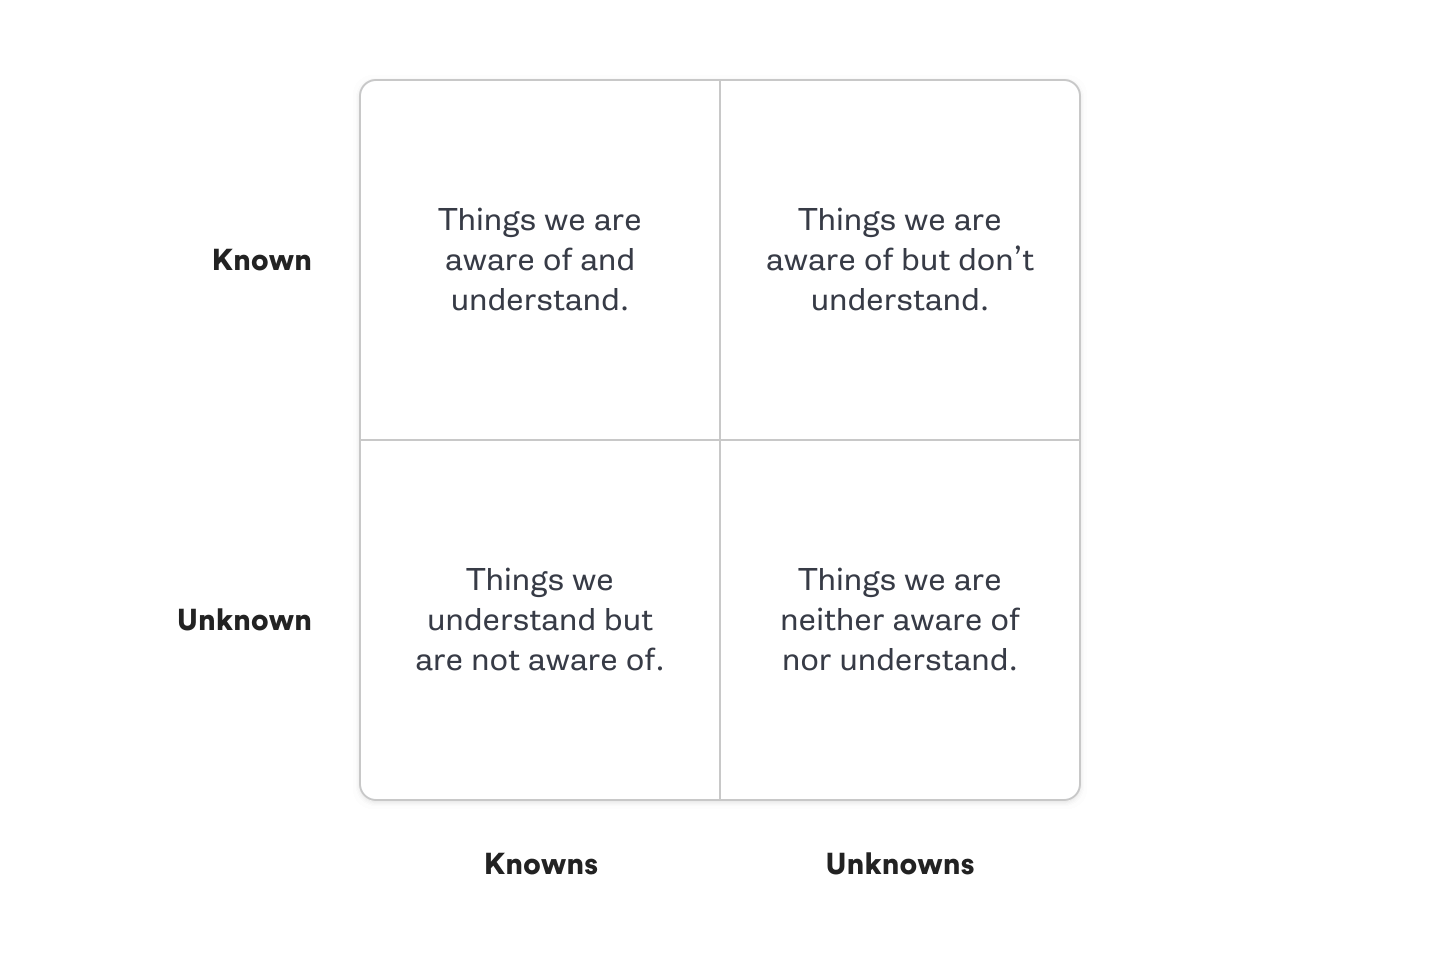 Known
Things we are
aware of and
understand.
Things we are
aware of but don’t
understand.
Unknown
Things we
understand but
are not aware of.
Things we are
neither aware of
nor understand.
Knowns
Unknowns